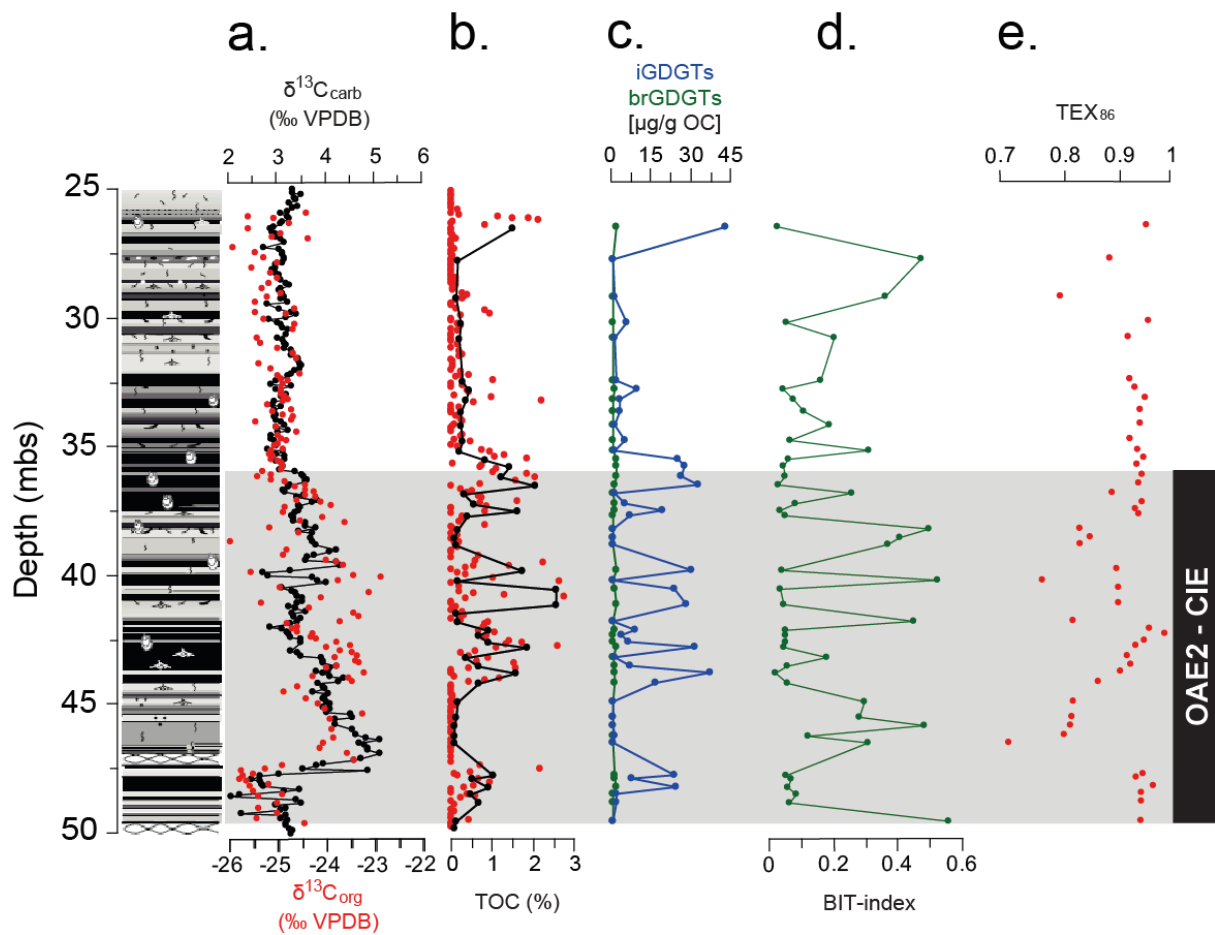 a.
b.
c.
d.
e.
δ13Ccarb
(‰ VPDB)
iGDGTs
brGDGTs
[µg/g OC]
TEX86
2 3 4 5 6
0 15 30 45
0.7 0.8 0.9 1
25
30
35
40
45
50
Depth (mbs)
OAE2 - CIE
-26 -25 -24 -23 -22
0 1 2 3
0 0.2 0.4 0.6
δ13Corg
(‰ VPDB)
TOC (%)
BIT-index